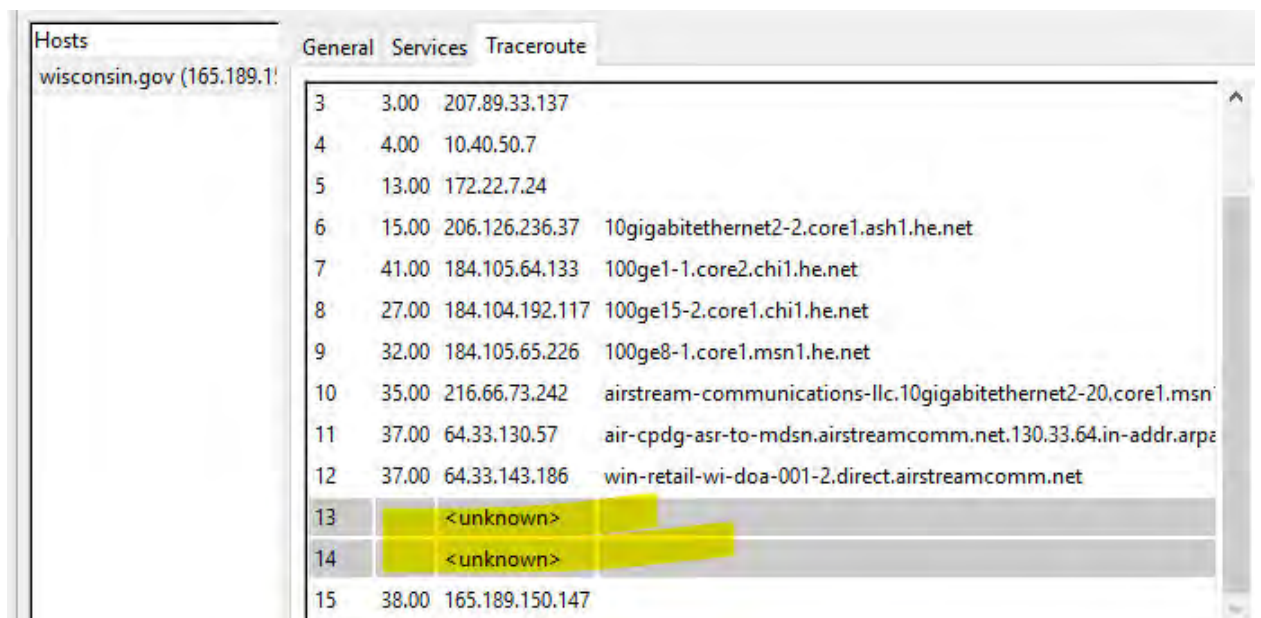 Hosts
General Services Traceroute
wisconsin.gov (165.189.1
3 3.00 207.89.33.137
4 4.00 10.40.50.7
5 13.00 172.22.7.24
6 15.00 206.126.236.37 10gigabitethernet2-2.core1.ash1.he.net
7 41.00 184.105.64.133 100ge1-1.core2.chi1.he.net
8 27.00 184.104.192.117 100ge15-2.core1.chi1.he.net
9 32.00 184.105.65.226 100ge8-1.core1.msn1.he.net
10 35.00 216.66.73.242 airstream-communications-llc.10gigabitethernet2-20.core1.msn
11 37.00 64.33.130.57 air-cpdg-asr-to-mdsn.airstreamcomm.net.130.33.64.in-addr.arpa
12 37.00 64.33.143.186 win-retail-wi-doa-001-2.direct.airstreamcomm.net
13 <unknown>
14 <unknown>
15 38.00 165.189.150.147